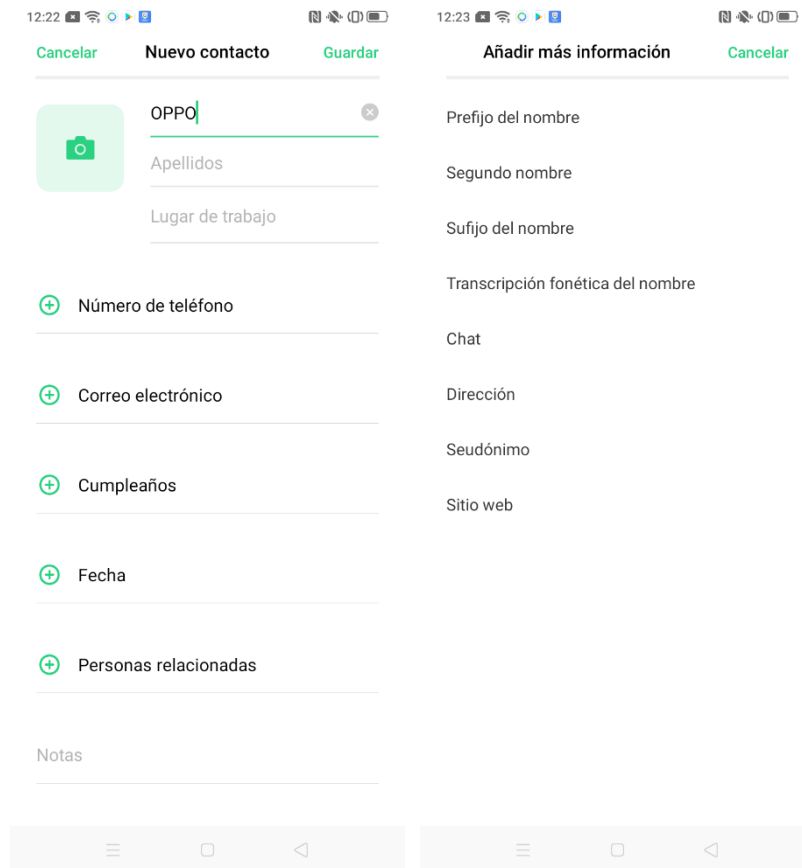 12:22
Cancelar Nuevo contacto Guardar
OPPO
Apellidos
Lugar de trabajo
Número de teléfono
Correo electrónico
Cumpleaños
Fecha
Personas relacionadas
Notas
12:23
Añadir más información Cancelar
Prefijo del nombre
Segundo nombre
Sufijo del nombre
Transcripción fonética del nombre
Chat
Dirección
Seudónimo
Sitio web